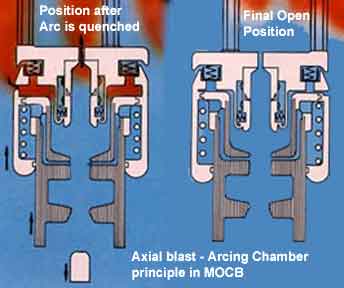 Position after
Arc is quenched
Final Open
Position
Axial blast - Arcing Chamber
principle in MOCB